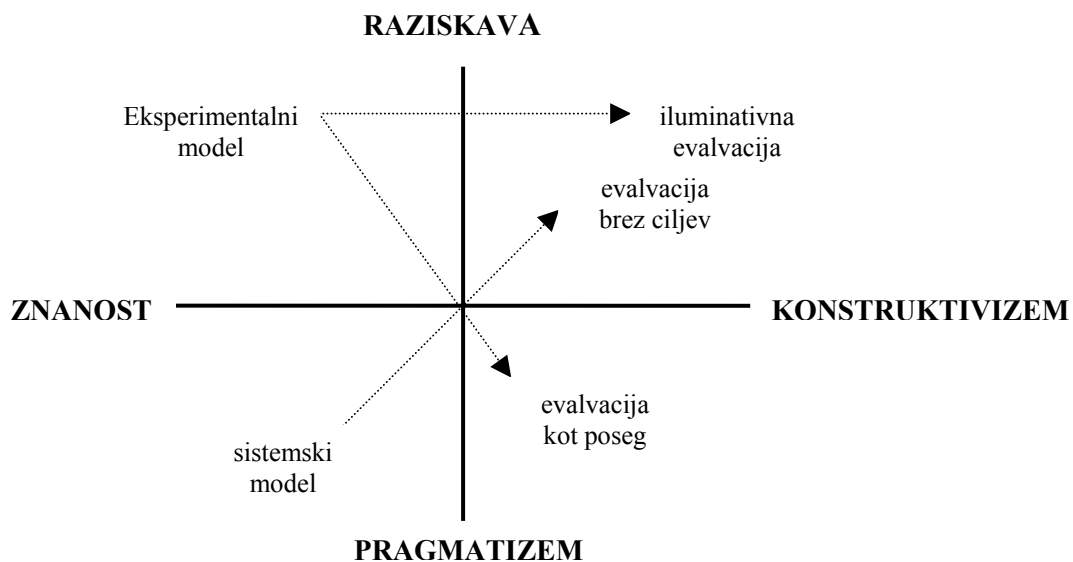 RAZISKAVA
Eksperimentalni
model
iluminativna
evalvacija
evalvacija
brez ciljev
ZNANOST
KONSTRUKTIVIZEM
evalvacija
kot poseg
sistemski
model
PRAGMATIZEM